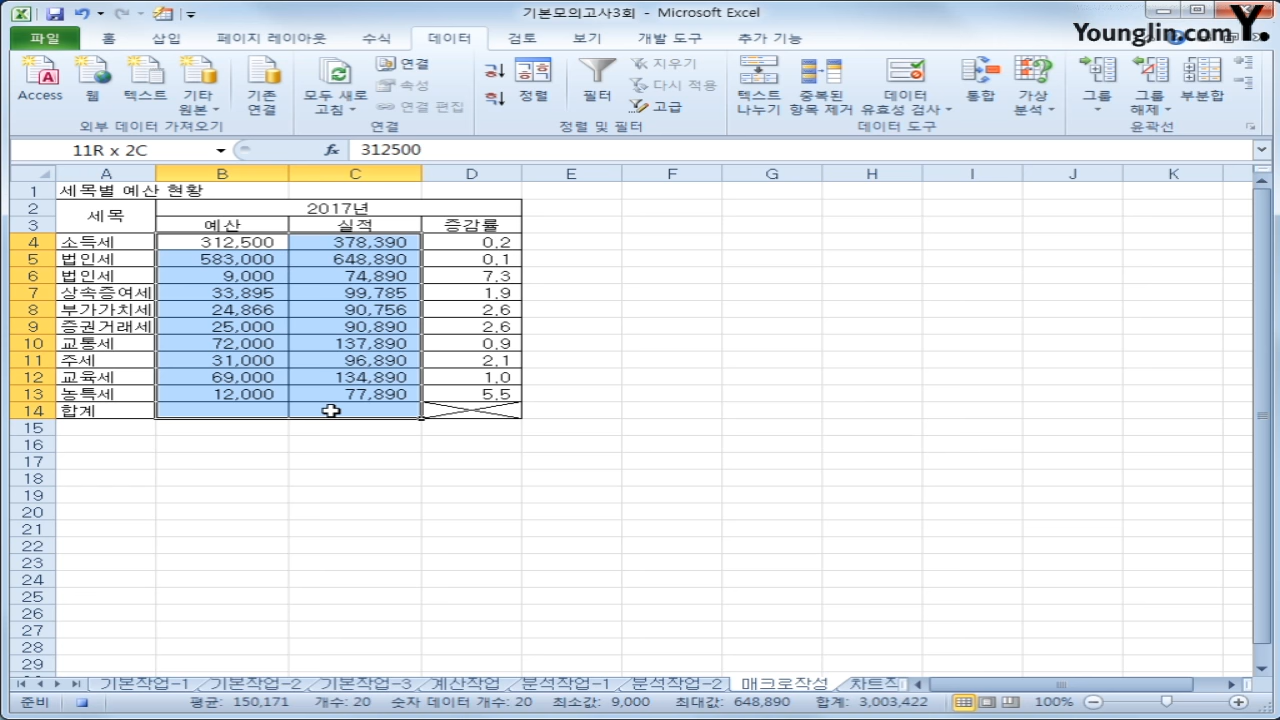 기본모의고사3회 - Microsoft Excel
Younglin.com
파일 홈 삽입 페이지 레이아웃 수식 데이터 검토 보기 개발 도구 추가 기능
Access 웹 텍스트 기타 원본 기존 연결 모두 새로 고침 연결 속성 연결 편집 정렬 필터 지우기 다시 적용 고급 텍스트 나누기 중복된 항목 제거 데이터 유효성 검사 통합 가상 분석 그룹 그룹 해제 부분합
외부 데이터 가져오기 연결 정렬 및 필터 데이터 도구 윤곽선
11R x 2C fx 312500
A B C D E F G H I J K
1 세목별 예산 현황
2 세목 2017년
3 예산 실적 증감률
4 소득세 312,500 378,390 0.2
5 법인세 583,000 648,890 0.1
6 법인세 9,000 74,890 7.3
7 상속증여세 33,895 99,785 1.9
8 부가가치세 24,866 90,756 2.6
9 증권거래세 25,000 90,890 2.6
10 교통세 72,000 137,890 0.9
11 주세 31,000 96,890 2.1
12 교육세 69,000 134,890 1.0
13 농특세 12,000 77,890 5.5
14 합계
15
16
17
18
19
20
21
22
23
24
25
26
27
28
29
기본작업-1 기본작업-2 기본작업-3 계산작업 분석작업-1 분석작업-2 매크로작성 차트작
준비 평균: 150,171 개수: 20 숫자 데이터 개수: 20 최소값: 9,000 최대값: 648,890 합계: 3,003,422 100%